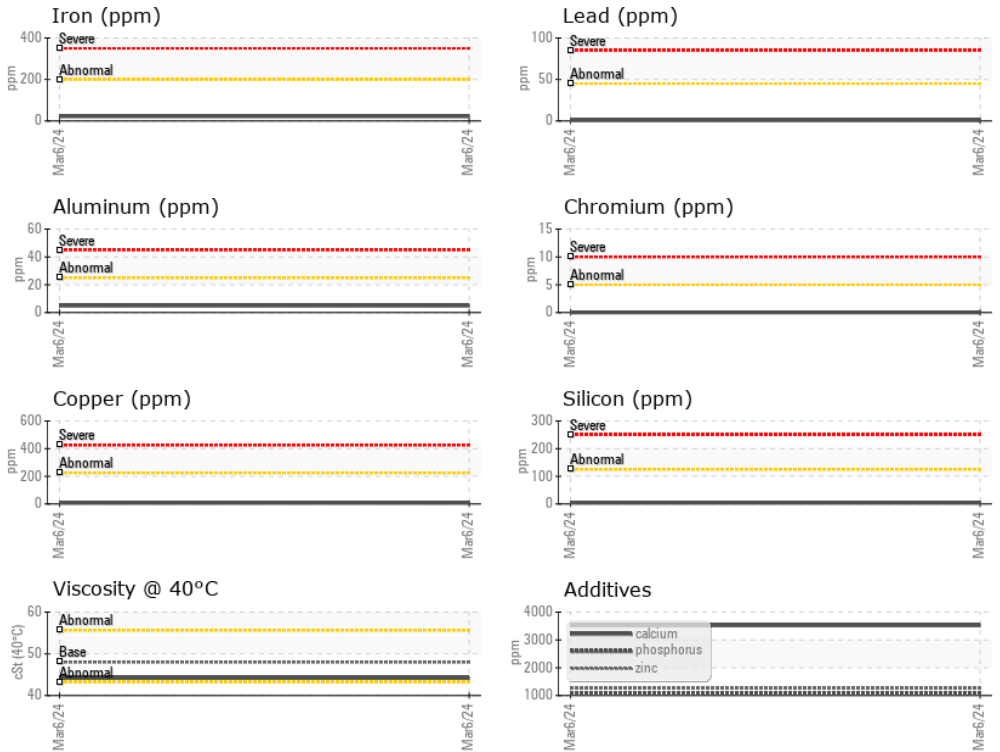 Iron (ppm)
400
200
0
ppm
Severe
Abnormal
Mar6/24
Mar6/24
Lead (ppm)
100
50
0
ppm
Severe
Abnormal
Mar6/24
Mar6/24
Aluminum (ppm)
60
40
20
0
ppm
Severe
Abnormal
Mar6/24
Mar6/24
Chromium (ppm)
15
10
5
0
ppm
Severe
Abnormal
Mar6/24
Mar6/24
Copper (ppm)
600
400
200
0
ppm
Severe
Abnormal
Mar6/24
Mar6/24
Silicon (ppm)
300
200
100
0
ppm
Severe
Abnormal
Mar6/24
Mar6/24
Viscosity @ 40°C
60
50
40
cSt (40°C)
Abnormal
Base
Abnormal
Mar6/24
Mar6/24
Additives
4000
3000
2000
1000
ppm
calcium
phosphorus
zinc
Mar6/24
Mar6/24